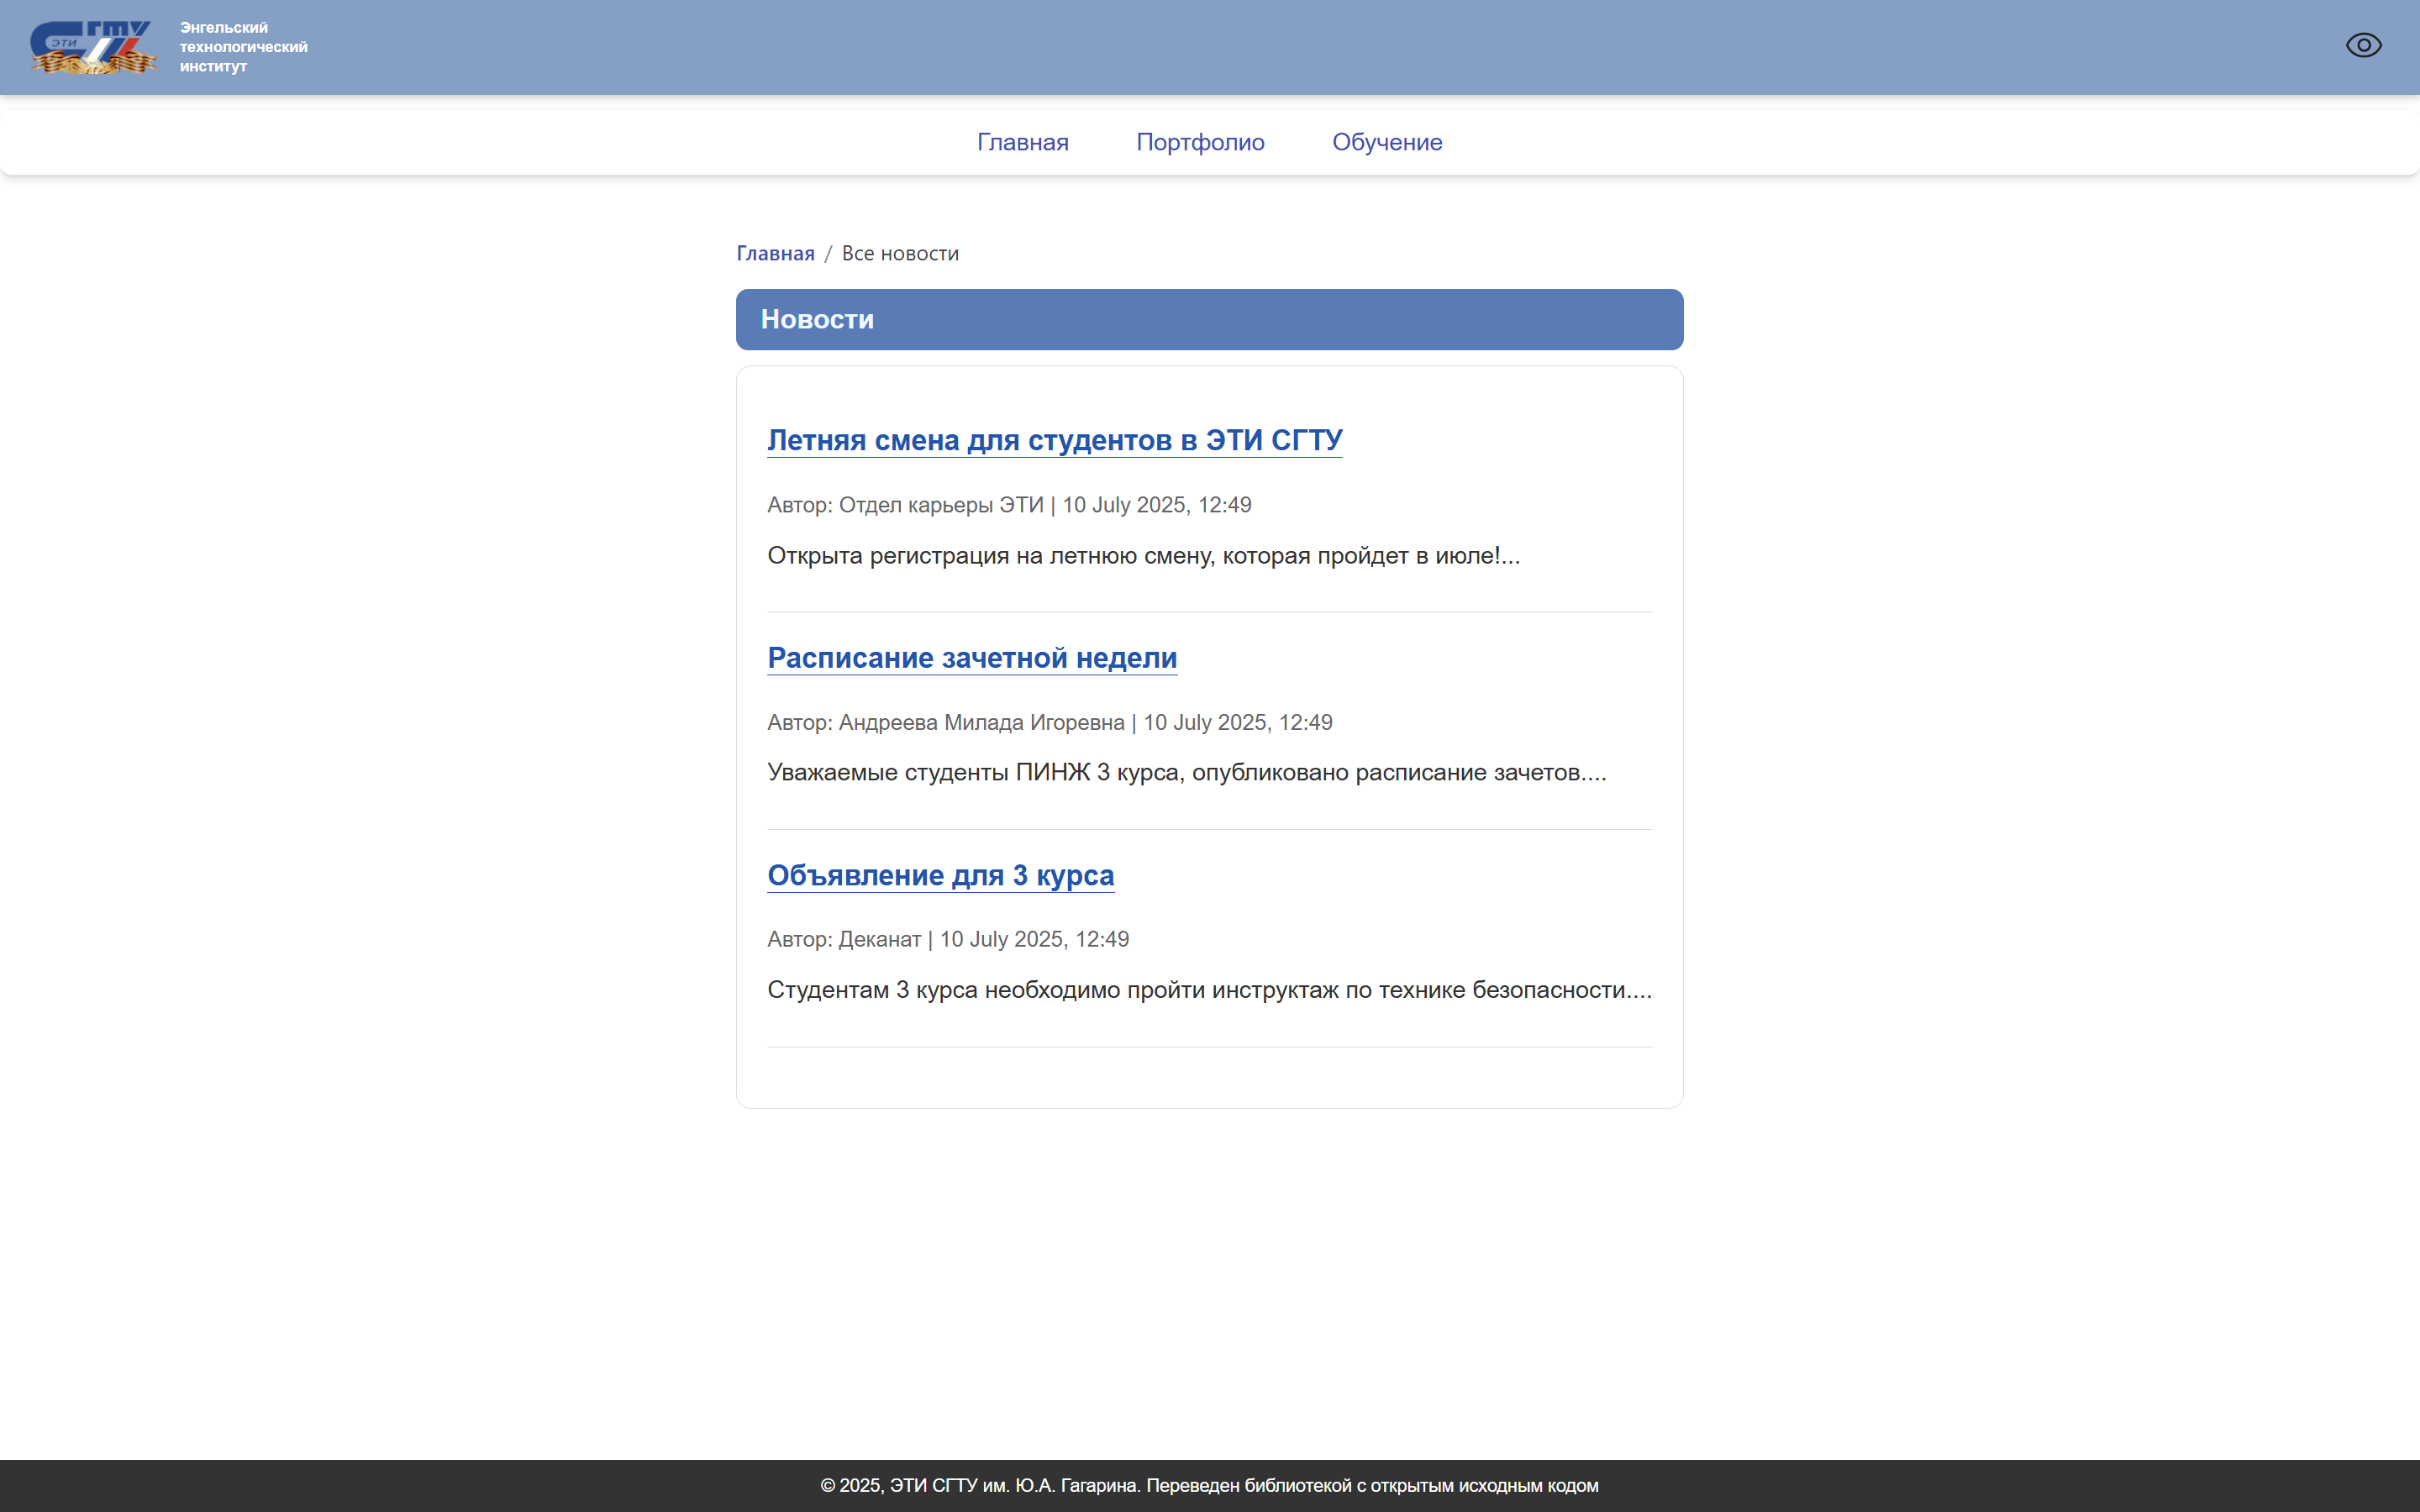 СГТУ
ЭТИ
Энгельский
технологический
институт
Главная
Портфолио
Обучение
Главная / Все новости
Новости
Летняя смена для студентов в ЭТИ СГТУ
Автор: Отдел карьеры ЭТИ | 10 July 2025, 12:49
Открыта регистрация на летнюю смену, которая пройдет в июле!...
Расписание зачетной недели
Автор: Андреева Милада Игоревна | 10 July 2025, 12:49
Уважаемые студенты ПИНЖ 3 курса, опубликовано расписание зачетов....
Объявление для 3 курса
Автор: Деканат | 10 July 2025, 12:49
Студентам 3 курса необходимо пройти инструктаж по технике безопасности....
© 2025, ЭТИ СГТУ им. Ю.А. Гагарина. Переведен библиотекой с открытым исходным кодом